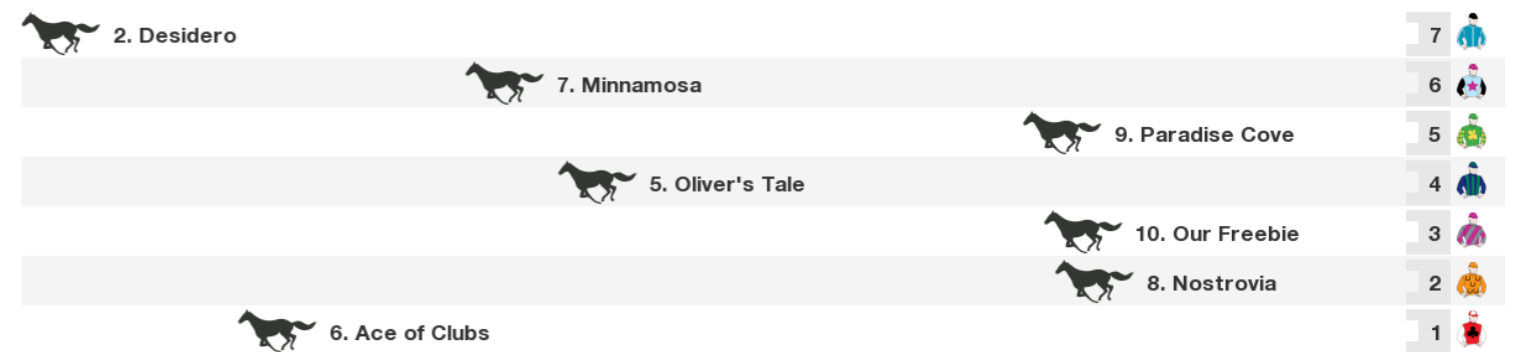 2. Desidero 7
7. Minnamosa 6
9. Paradise Cove 5
5. Oliver's Tale 4
10. Our Freebie 3
8. Nostrovia 2
6. Ace of Clubs 1